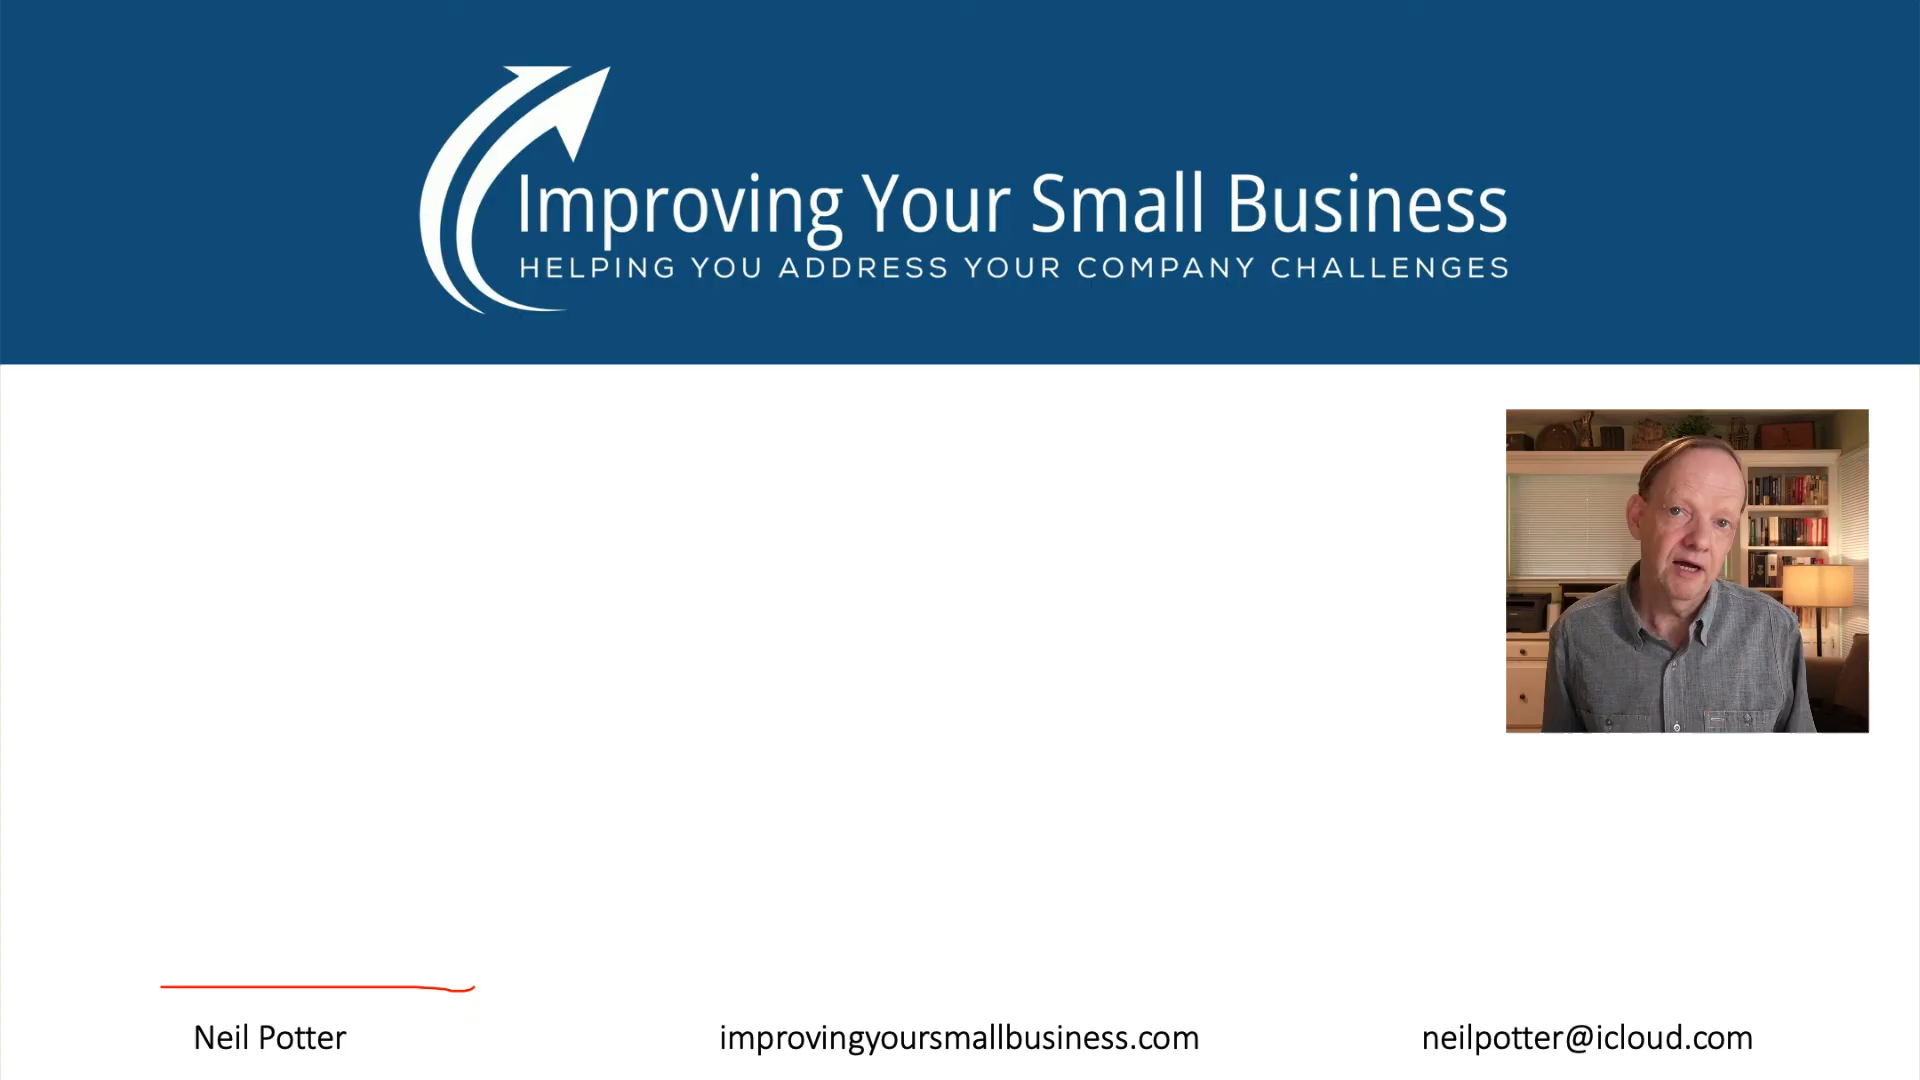 Improving Your Small Business
HELPING YOU ADDRESS YOUR COMPANY CHALLENGES
Neil Potter
improvingyoursmallbusiness.com
neilpotter@icloud.com